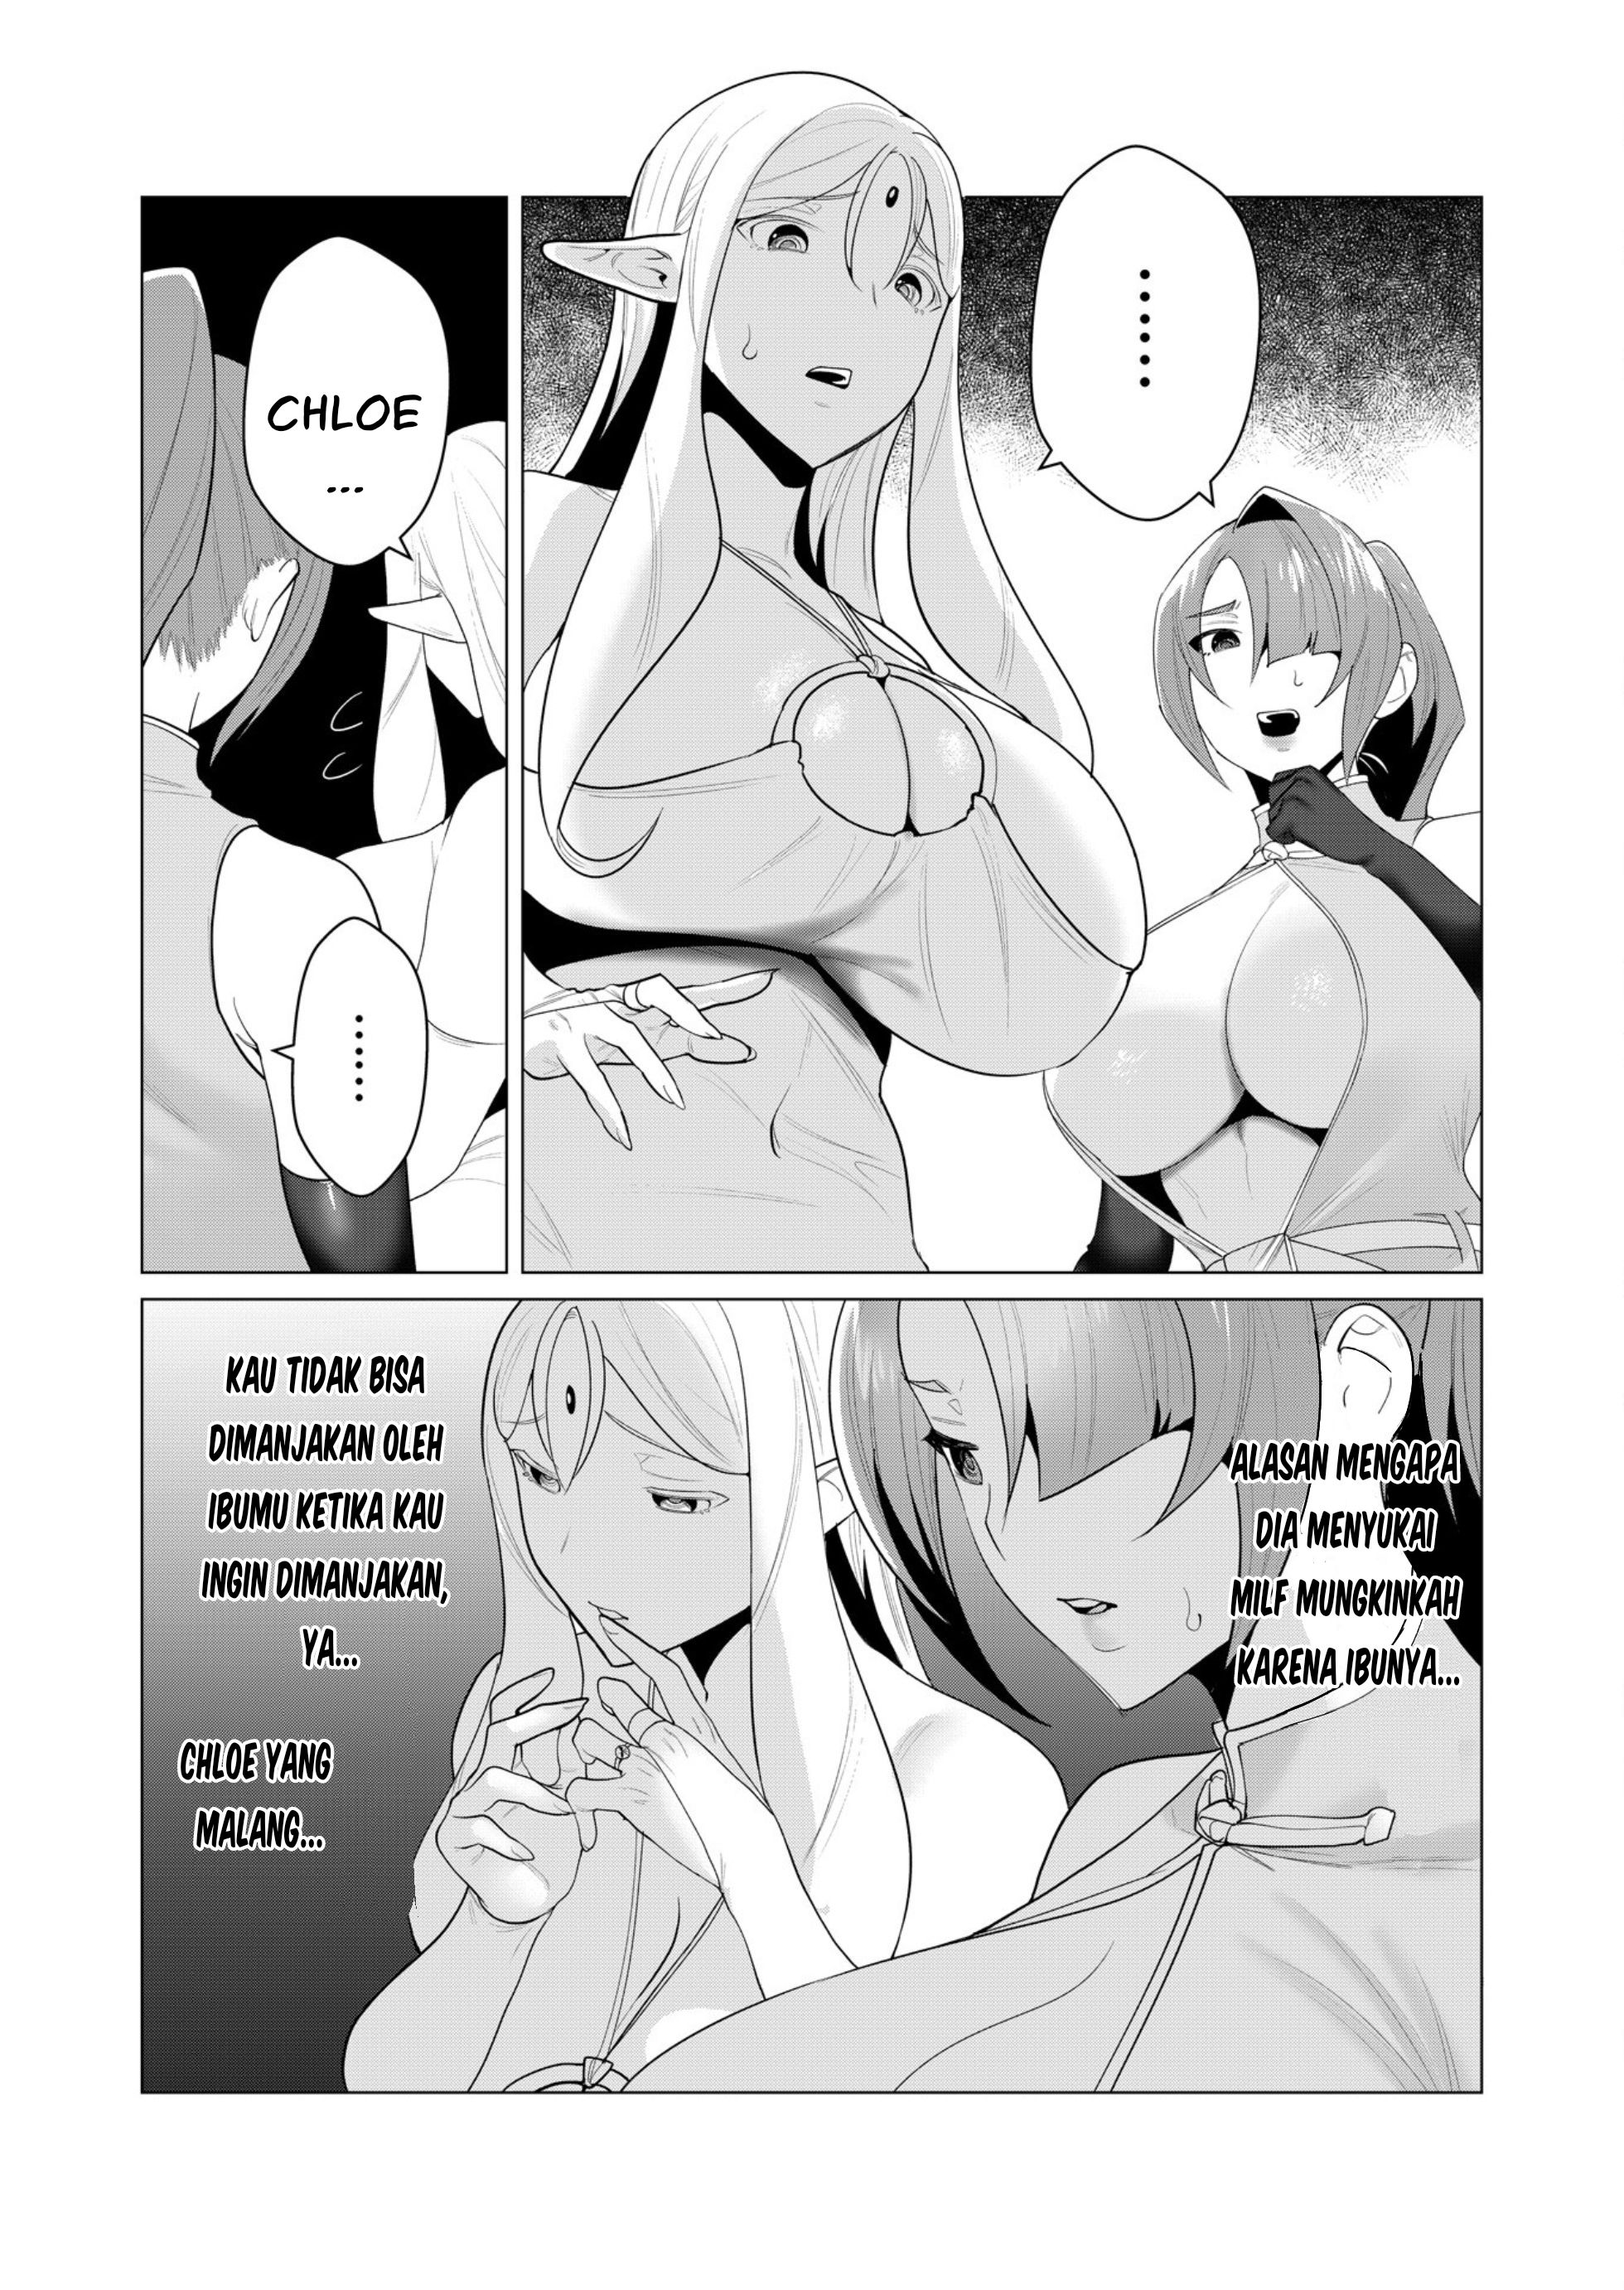 ......
CHLOE
...
......
ALASAN MENGAPA
DIA MENYUKAI
MILF MUNGKINKAH
KARENA IBUNYA...
KAU TIDAK BISA
DIMANJAKAN OLEH
IBUMU KETIKA KAU
INGIN DIMANJAKAN,
YA...
CHLOE YANG
MALANG...